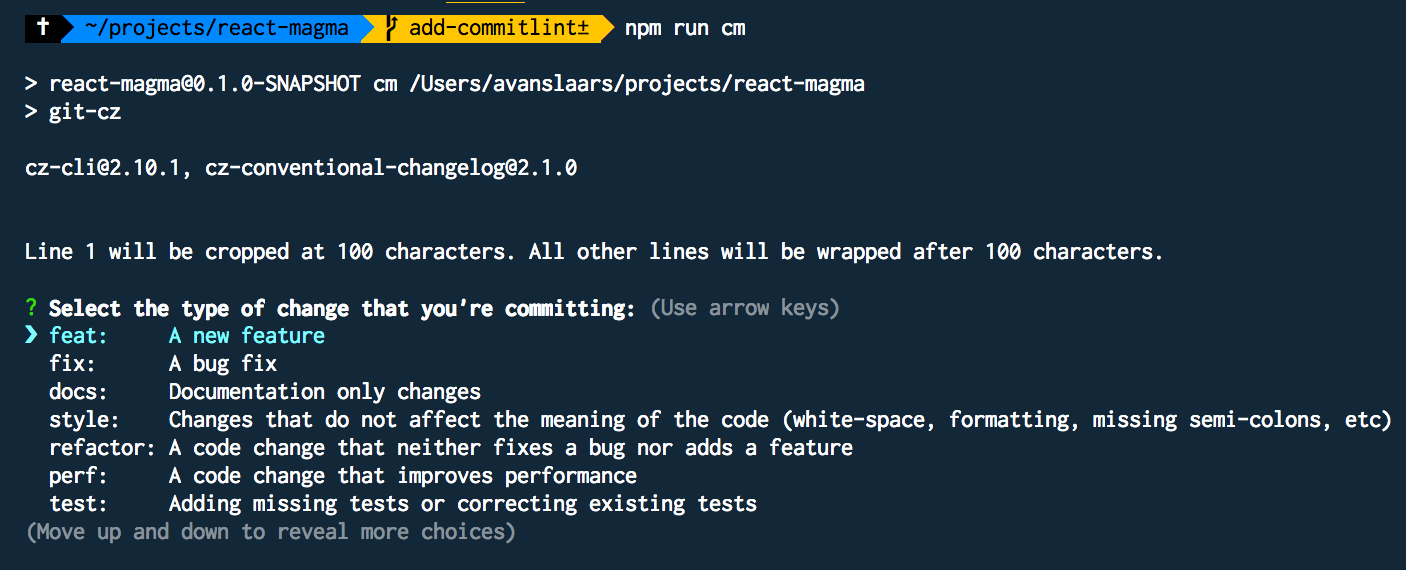 ✝ ~/projects/react-magma add-commitlint± npm run cm
> react-magma@0.1.0-SNAPSHOT cm /Users/avanslaars/projects/react-magma
> git-cz
cz-cli@2.10.1, cz-conventional-changelog@2.1.0
Line 1 will be cropped at 100 characters. All other lines will be wrapped after 100 characters.
? Select the type of change that you're committing: (Use arrow keys)
❯ feat: A new feature
fix: A bug fix
docs: Documentation only changes
style: Changes that do not affect the meaning of the code (white-space, formatting, missing semi-colons, etc)
refactor: A code change that neither fixes a bug nor adds a feature
perf: A code change that improves performance
test: Adding missing tests or correcting existing tests
(Move up and down to reveal more choices)